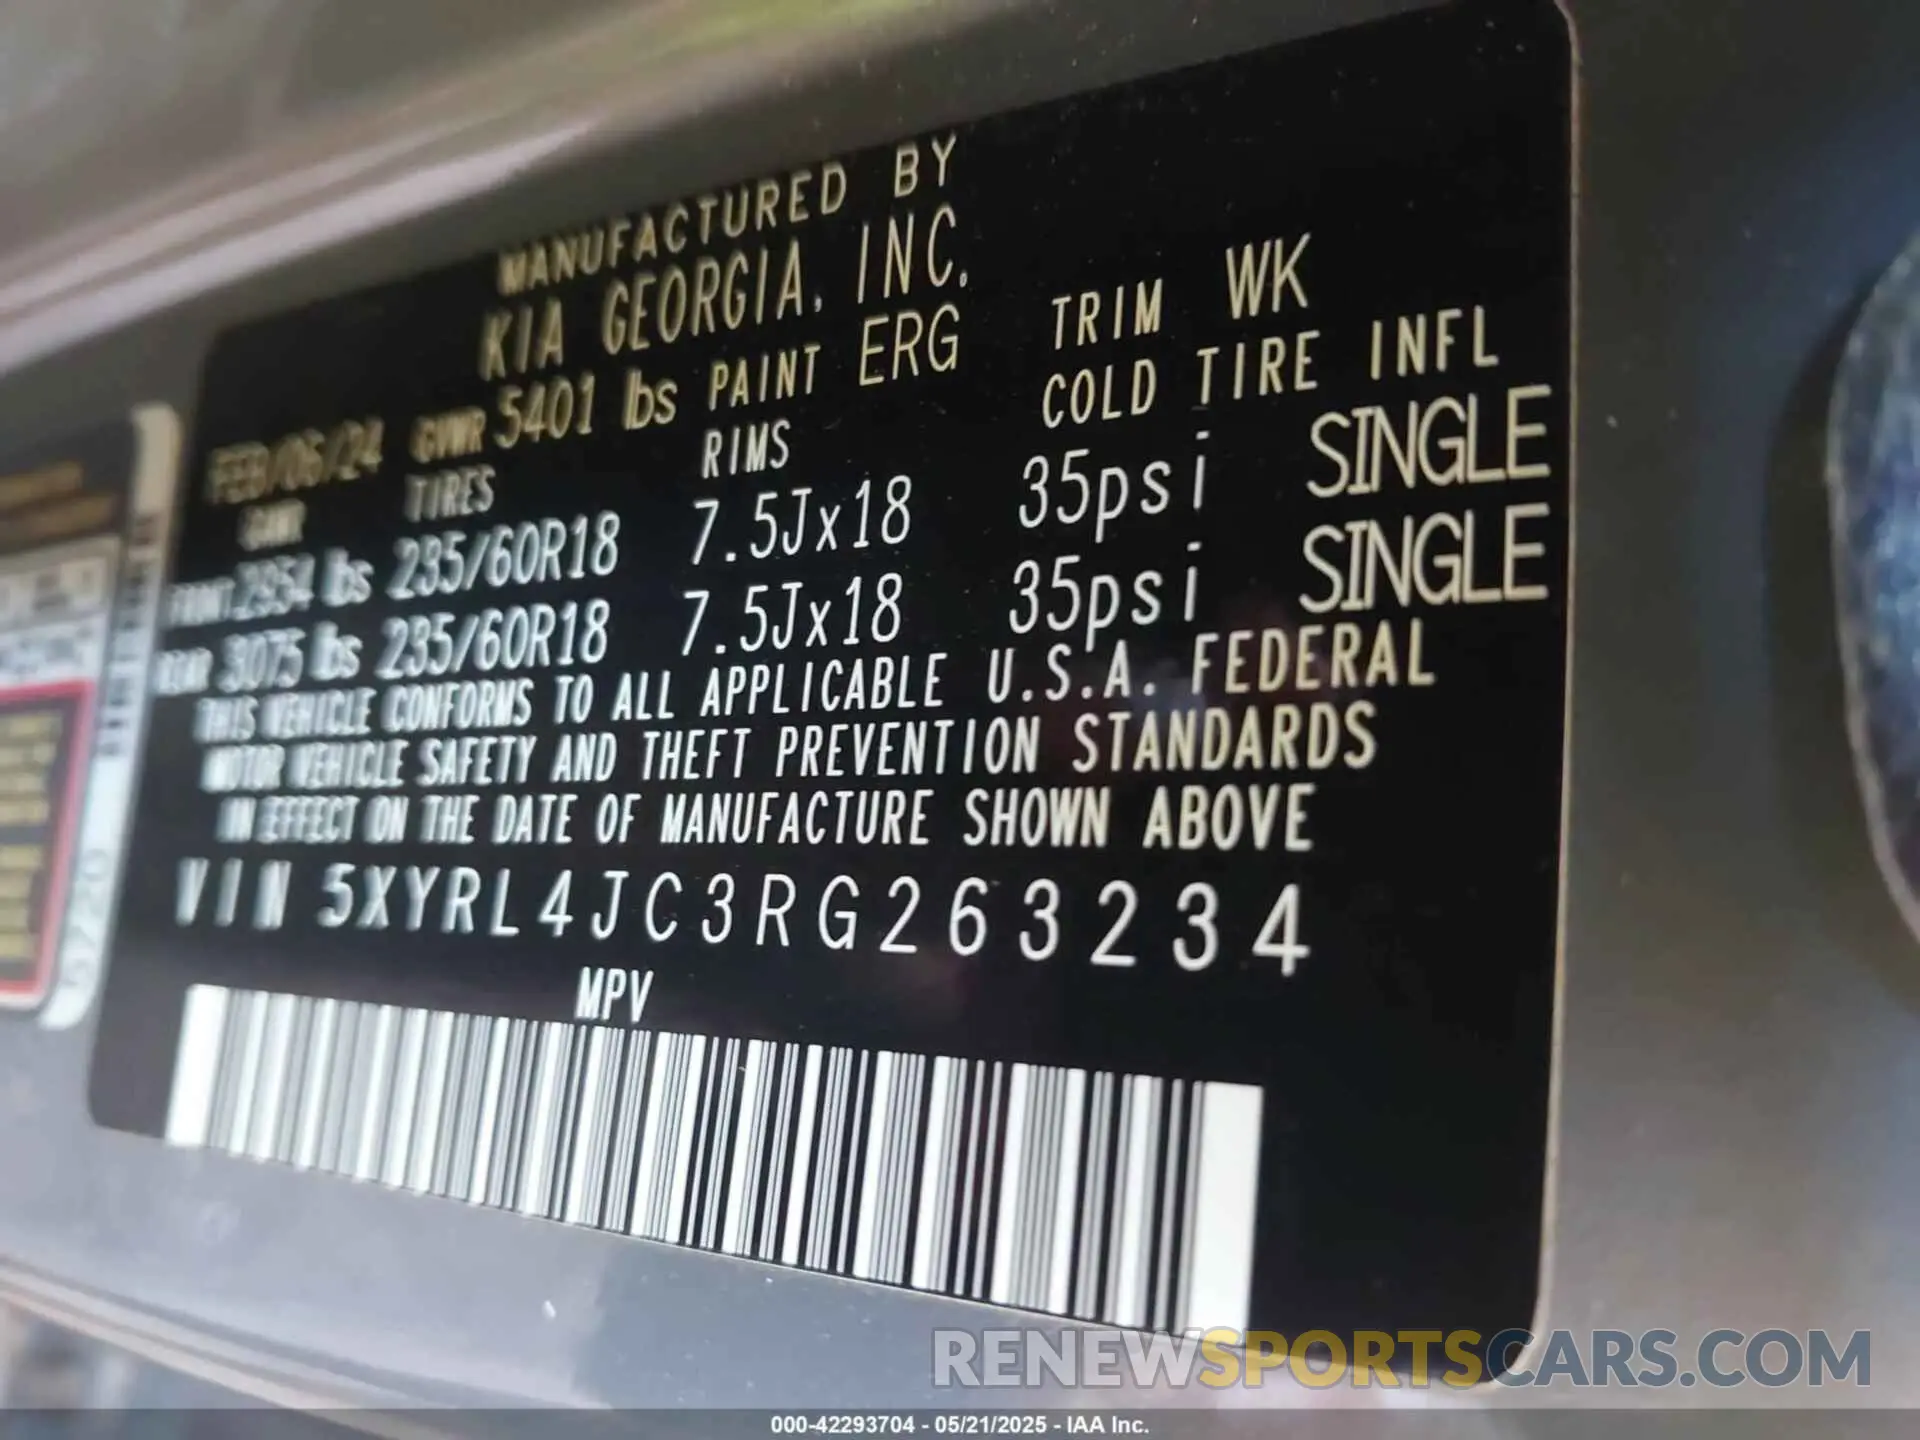 MANUFACTURED BY
KIA GEORGIA, INC.
FEB/06/24 GVWR 5401 lbs PAINT ERG TRIM WK
GAWR TIRES RIMS COLD TIRE INFL
FRONT 2954 lbs 235/60R18 7.5Jx18 35psi SINGLE
REAR 3075 lbs 235/60R18 7.5Jx18 35psi SINGLE
THIS VEHICLE CONFORMS TO ALL APPLICABLE U.S.A. FEDERAL
MOTOR VEHICLE SAFETY AND THEFT PREVENTION STANDARDS
IN EFFECT ON THE DATE OF MANUFACTURE SHOWN ABOVE
VIN 5XYRL4JC3RG263234
MPV
RENEWSPORTSCARS.COM
000-42293704 - 05/21/2025 - IAA Inc.